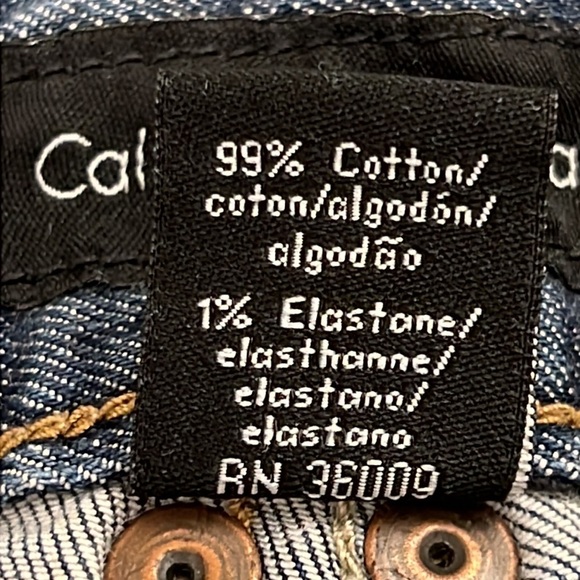 Cal
99% Cotton/
coton/algodón/
algodão
1% Elastane/
elasthanne/
elastano/
elastano
RN 36009